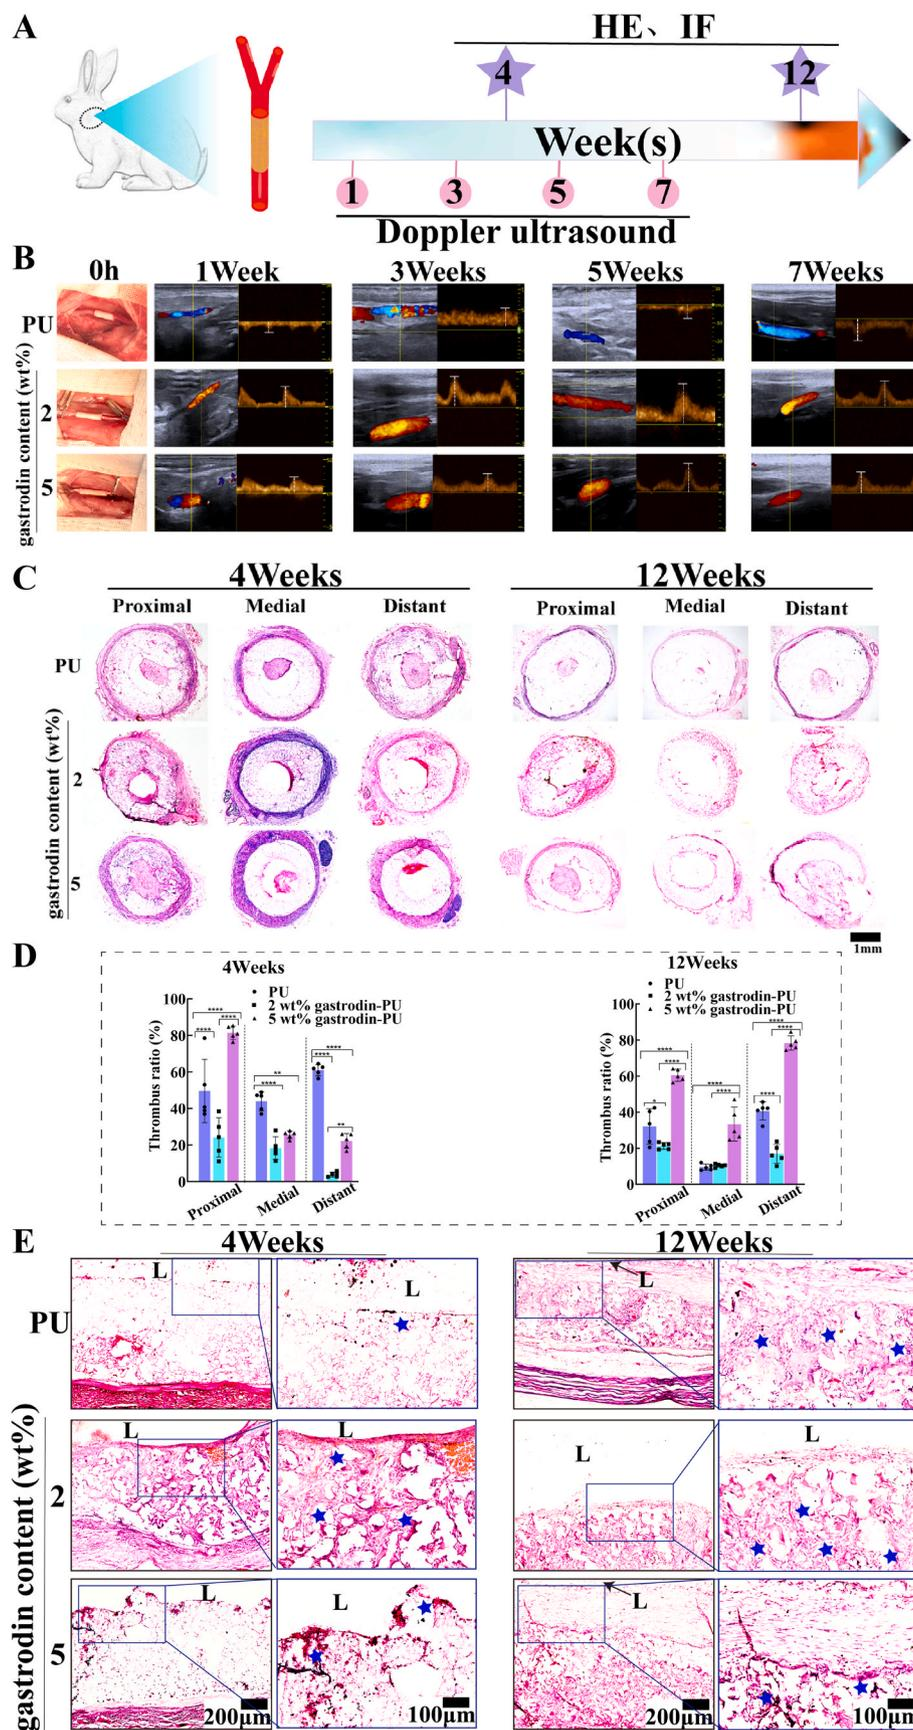 A
HE、IF
4
12
Week(s)
1
3
5
7
Doppler ultrasound
B
0h
1Week
3Weeks
5Weeks
7Weeks
PU
gastrodin content (wt%)
2
5
C
4Weeks
12Weeks
Proximal
Medial
Distant
Proximal
Medial
Distant
PU
gastrodin content (wt%)
2
5
1mm
D
4Weeks
PU
2 wt% gastrodin-PU
5 wt% gastrodin-PU
Thrombus ratio (%)
100
80
60
40
20
0
****
****
****
**
****
****
****
**
Proximal
Medial
Distant
12Weeks
PU
2 wt% gastrodin-PU
5 wt% gastrodin-PU
Thrombus ratio (%)
100
80
60
40
20
0
****
****
*
****
****
****
****
****
Proximal
Medial
Distant
E
4Weeks
12Weeks
L
L
L
PU
L
L
L
L
gastrodin content (wt%)
2
L
L
L
5
200μm
100μm
200μm
100μm